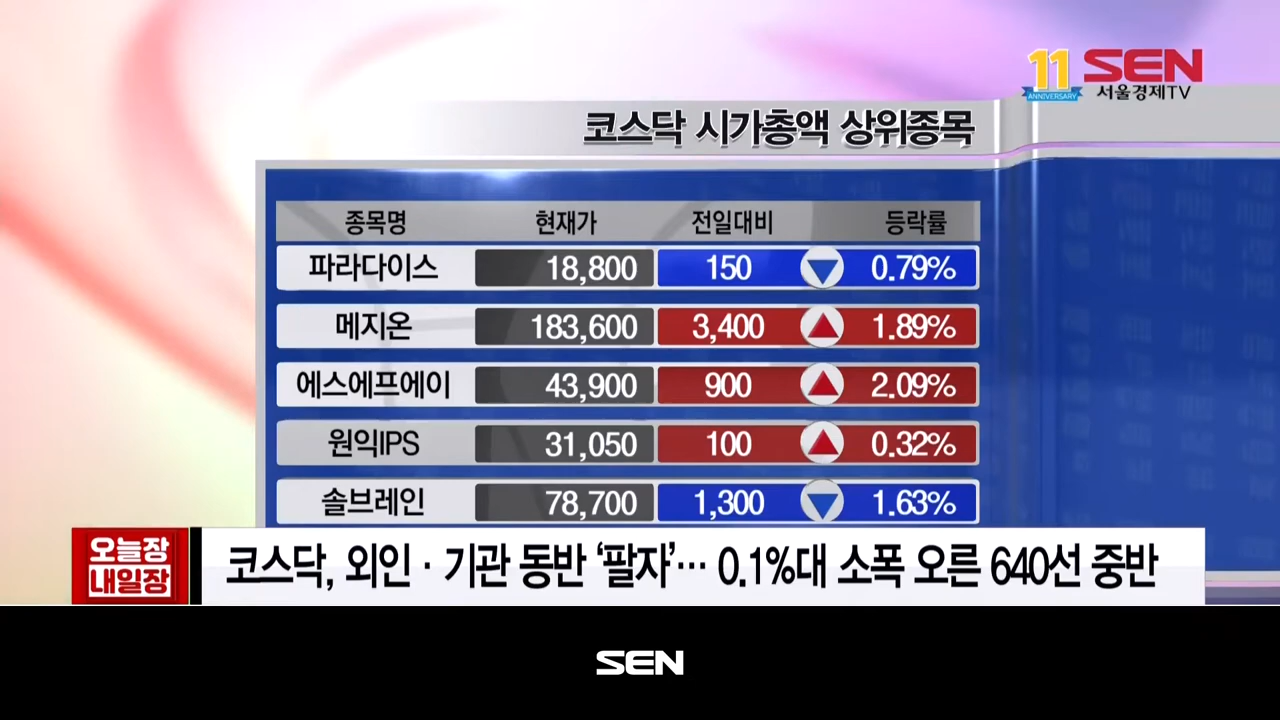 11 SEN
ANNIVERSARY 서울경제TV
코스닥 시가총액 상위종목
종목명 현재가 전일대비 등락률
파라다이스 18,800 150 ▼ 0.79%
메지온 183,600 3,400 ▲ 1.89%
에스에프에이 43,900 900 ▲ 2.09%
원익IPS 31,050 100 ▲ 0.32%
솔브레인 78,700 1,300 ▼ 1.63%
오늘장
내일장
코스닥, 외인·기관 동반 ‘팔자’… 0.1%대 소폭 오른 640선 중반
SEN